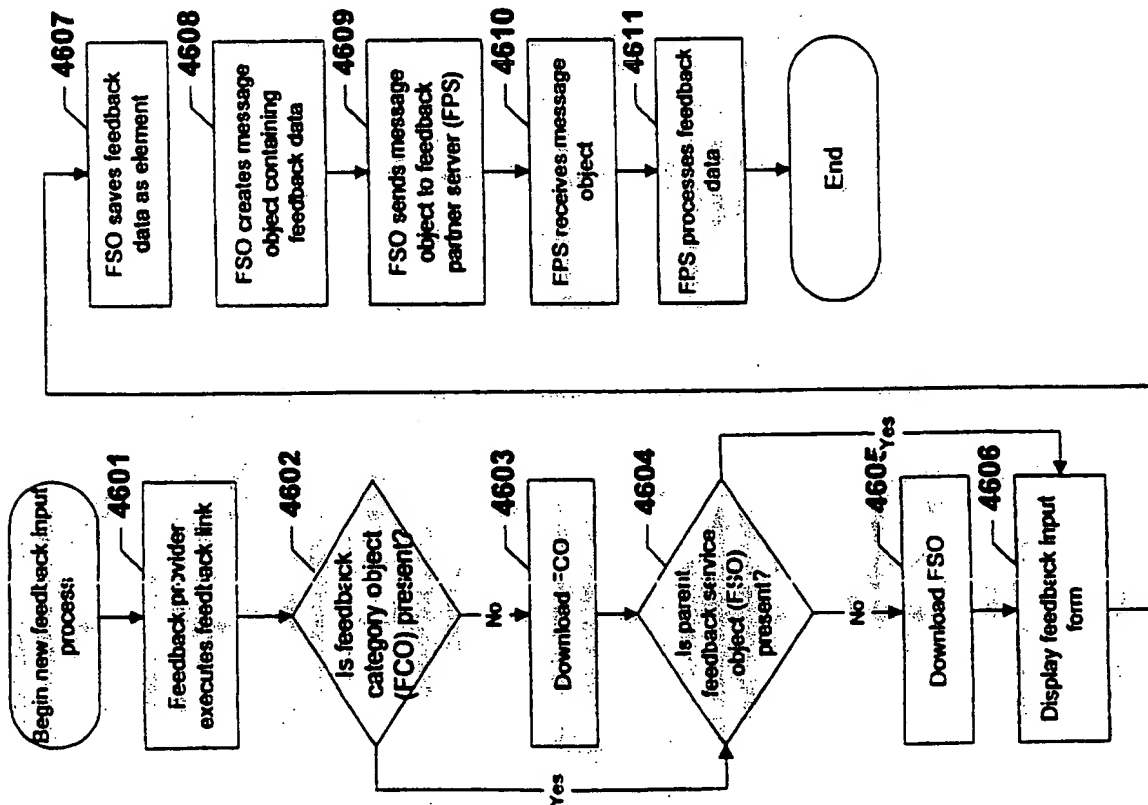 Begin new feedback input
process
4601
Feedback provider
executes feedback link
4602
Is feedback
category object
(FCO) present?
No
Yes
4603
Download FCO
4604
Is parent
feedback service
object (FSO)
present?
No
Yes
4605
Download FSO
4606
Display feedback input
form
4607
FSO saves feedback
data as element
4608
FSO creates message
object containing
feedback data
4609
FSO sends message
object to feedback
partner server (FPS)
4610
FPS receives message
object
4611
FPS processes feedback
data
End